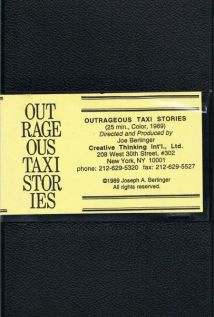 OUT
RAGE
OUS
TAXI
STOR
IES
OUTRAGEOUS TAXI STORIES
(25 min., Color, 1989)
Directed and Produced by
Joe Berlinger
Creative Thinking Int'l., Ltd.
208 West 30th Street, #302
New York, NY 10001
phone: 212-629-5320 fax: 212-629-5527
©1989 Joseph A. Berlinger
All rights reserved.